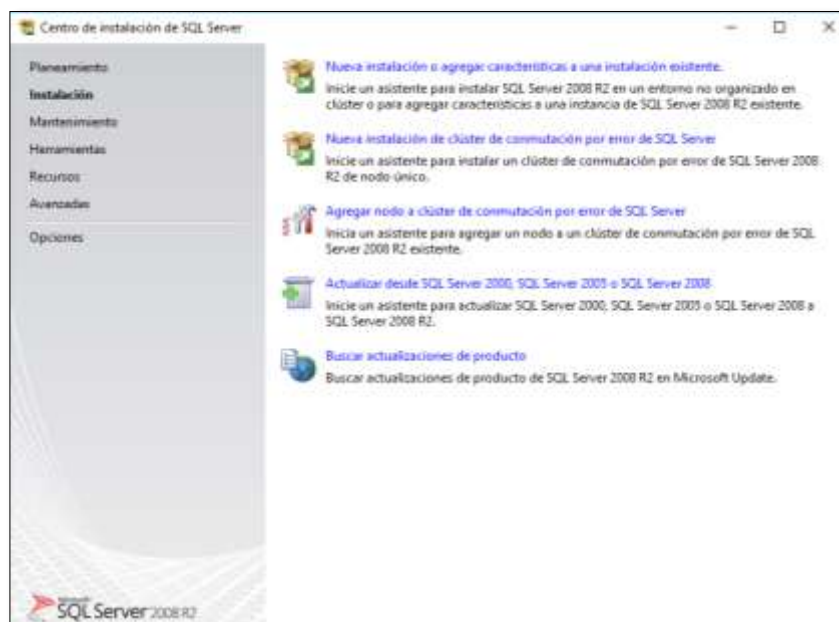 Centro de instalación de SQL Server
Planeamiento
Instalación
Mantenimiento
Herramientas
Recursos
Avanzadas
Opciones
Nueva instalación o agregar características a una instalación existente.
Inicie un asistente para instalar SQL Server 2008 R2 en un entorno no organizado en
clúster o para agregar características a una instancia de SQL Server 2008 R2 existente.
Nueva instalación de clúster de conmutación por error de SQL Server
Inicie un asistente para instalar un clúster de conmutación por error de SQL Server 2008
R2 de nodo único.
Agregar nodo a clúster de conmutación por error de SQL Server
Inicia un asistente para agregar un nodo a un clúster de conmutación por error de SQL
Server 2008 R2 existente.
Actualizar desde SQL Server 2000, SQL Server 2005 o SQL Server 2008
Inicie un asistente para actualizar SQL Server 2000, SQL Server 2005 o SQL Server 2008 a
SQL Server 2008 R2.
Buscar actualizaciones de producto
Buscar actualizaciones de producto de SQL Server 2008 R2 en Microsoft Update.
Microsoft
SQL Server 2008 R2